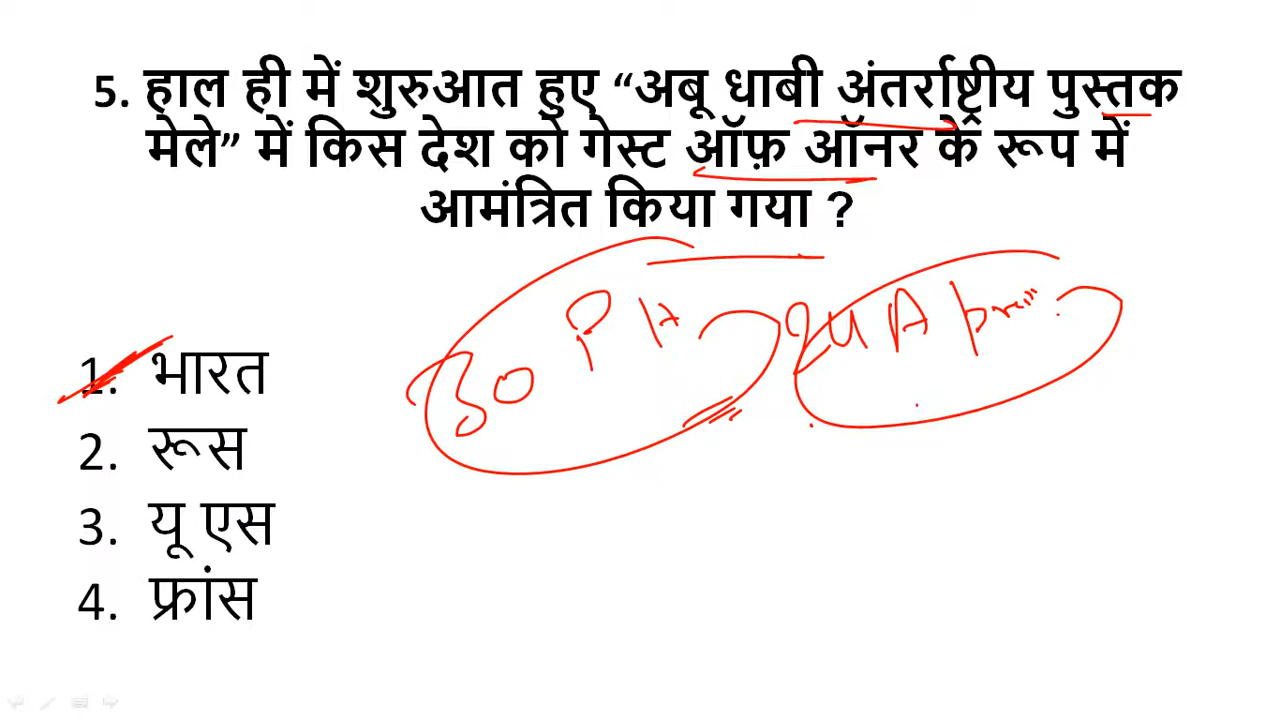 5. हाल ही में शुरुआत हुए “अबू धाबी अंतर्राष्ट्रीय पुस्तक
मेले” में किस देश को गेस्ट ऑफ़ ऑनर के रूप में
आमंत्रित किया गया ?
1. भारत
2. रूस
3. यू एस
4. फ्रांस